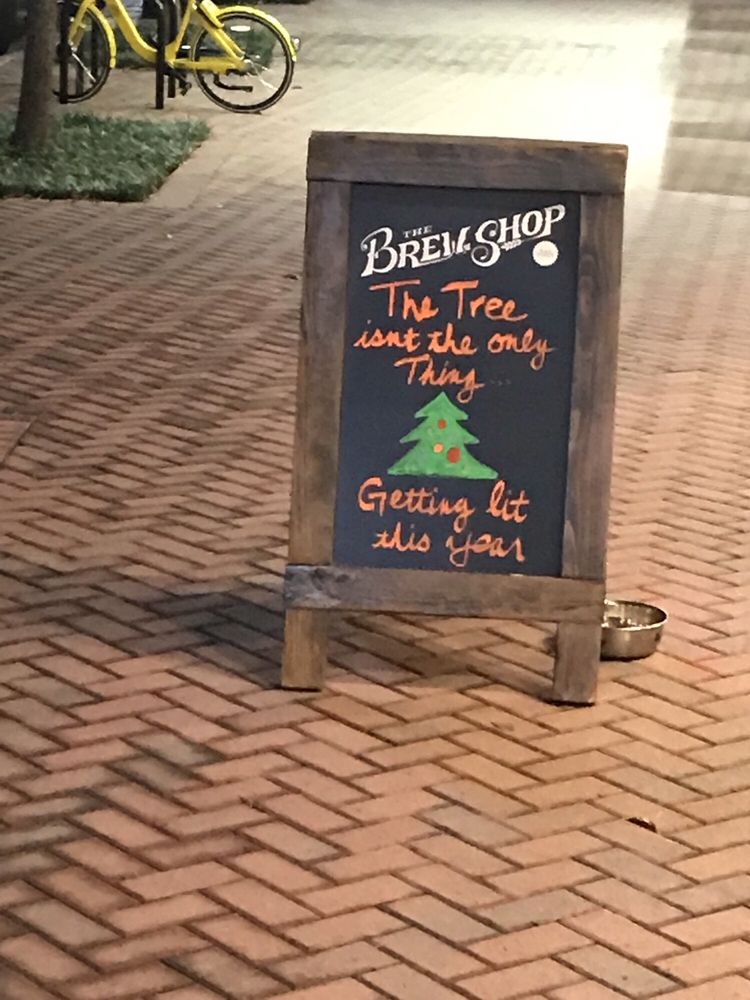 THE
BREW SHOP
The Tree
isnt the only
Thing...
Getting lit
this year